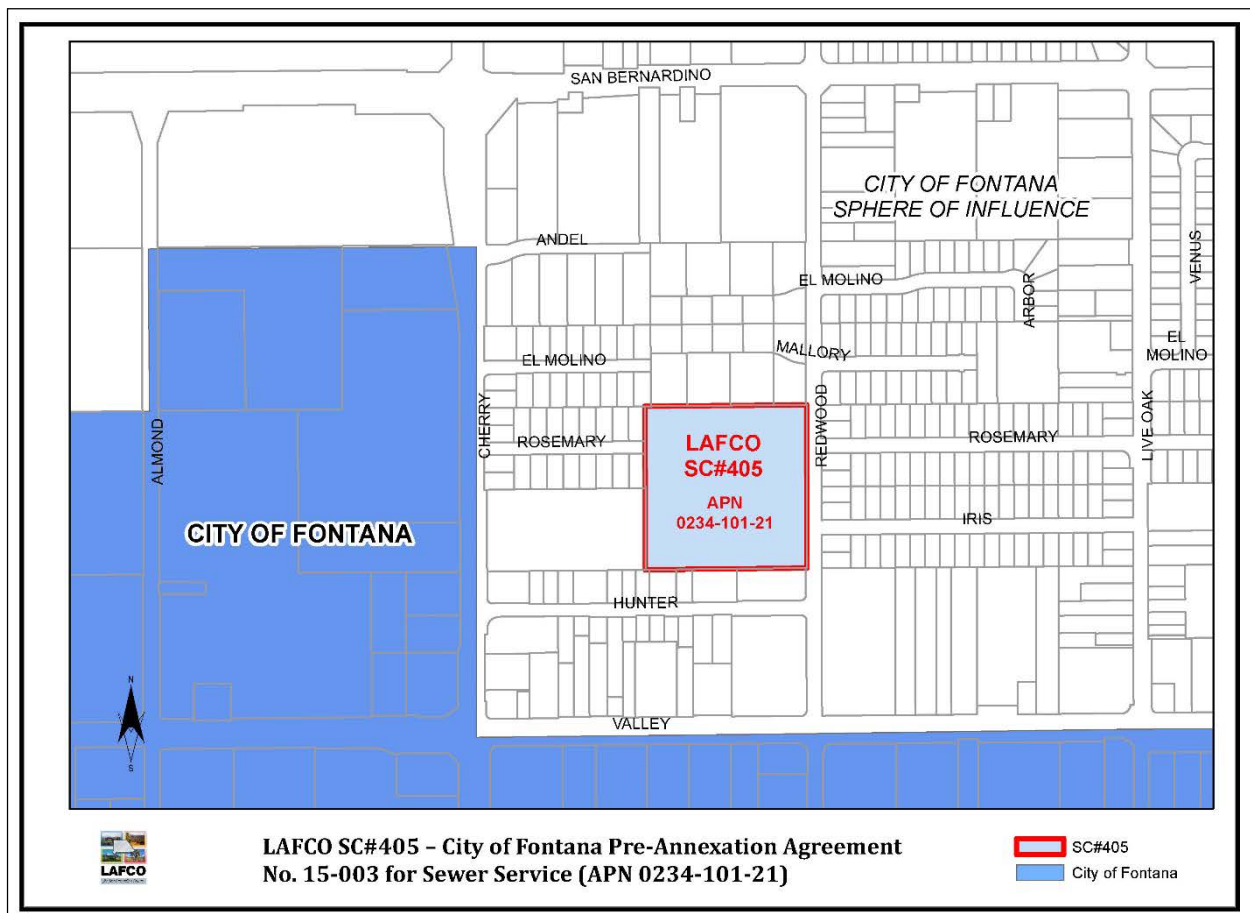 SAN BERNARDINO
CITY OF FONTANA
SPHERE OF INFLUENCE
VENUS
ANDEL
EL MOLINO
ARBOR
EL MOLINO
MALLORY
EL
MOLINO
CHERRY
REDWOOD
LIVE OAK
ALMOND
ROSEMARY
LAFCO
SC#405
APN
0234-101-21
ROSEMARY
CITY OF FONTANA
IRIS
HUNTER
N
S
VALLEY
LAFCO
LAFCO SC#405 – City of Fontana Pre-Annexation Agreement
No. 15-003 for Sewer Service (APN 0234-101-21)
SC#405
City of Fontana